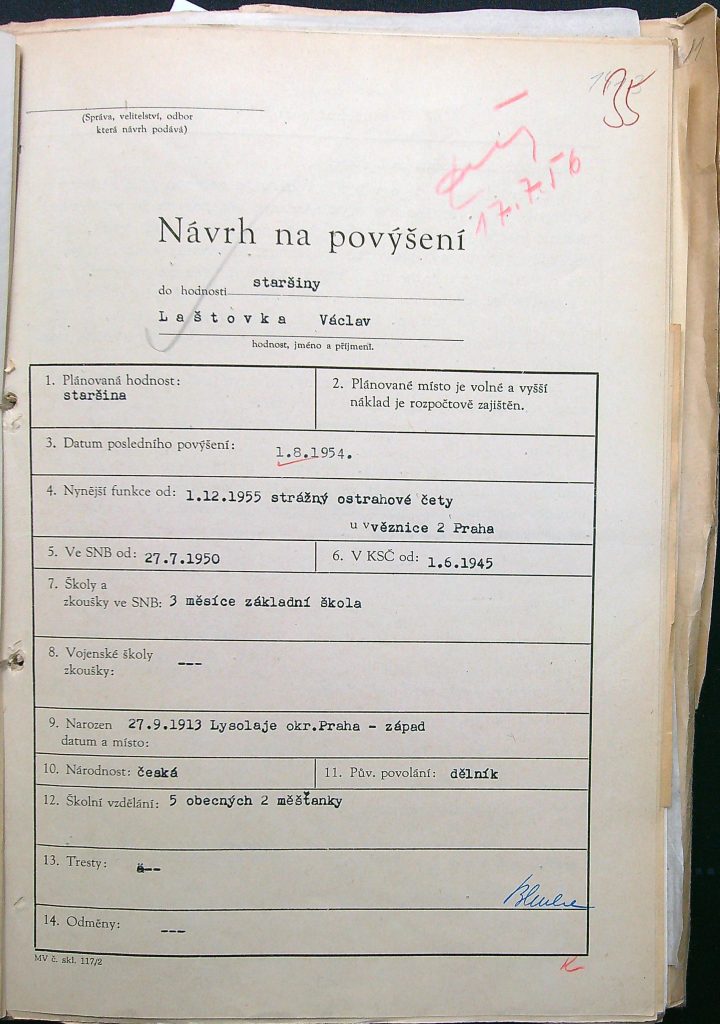 35
(Správa, velitelství, odbor
která návrh podává)
17.7.56
Návrh na povýšení
do hodnosti staršiny
Laštovka Václav
hodnost, jméno a příjmení.
1. Plánovaná hodnost:
staršina
2. Plánované místo je volné a vyšší
náklad je rozpočtově zajištěn.
3. Datum posledního povýšení: 1.8.1954.
4. Nynější funkce od: 1.12.1955 strážný ostrahové čety
u vvěznice 2 Praha
5. Ve SNB od: 27.7.1950
6. V KSČ od: 1.6.1945
7. Školy a
zkoušky ve SNB: 3 měsíce základní škola
8. Vojenské školy ---
zkoušky:
9. Narozen 27.9.1913 Lysolaje okr.Praha - západ
datum a místo:
10. Národnost: česká
11. Pův. povolání: dělník
12. Školní vzdělání: 5 obecných 2 měšťanky
13. Tresty: ---
14. Odměny: ---
MV č. skl. 117/2